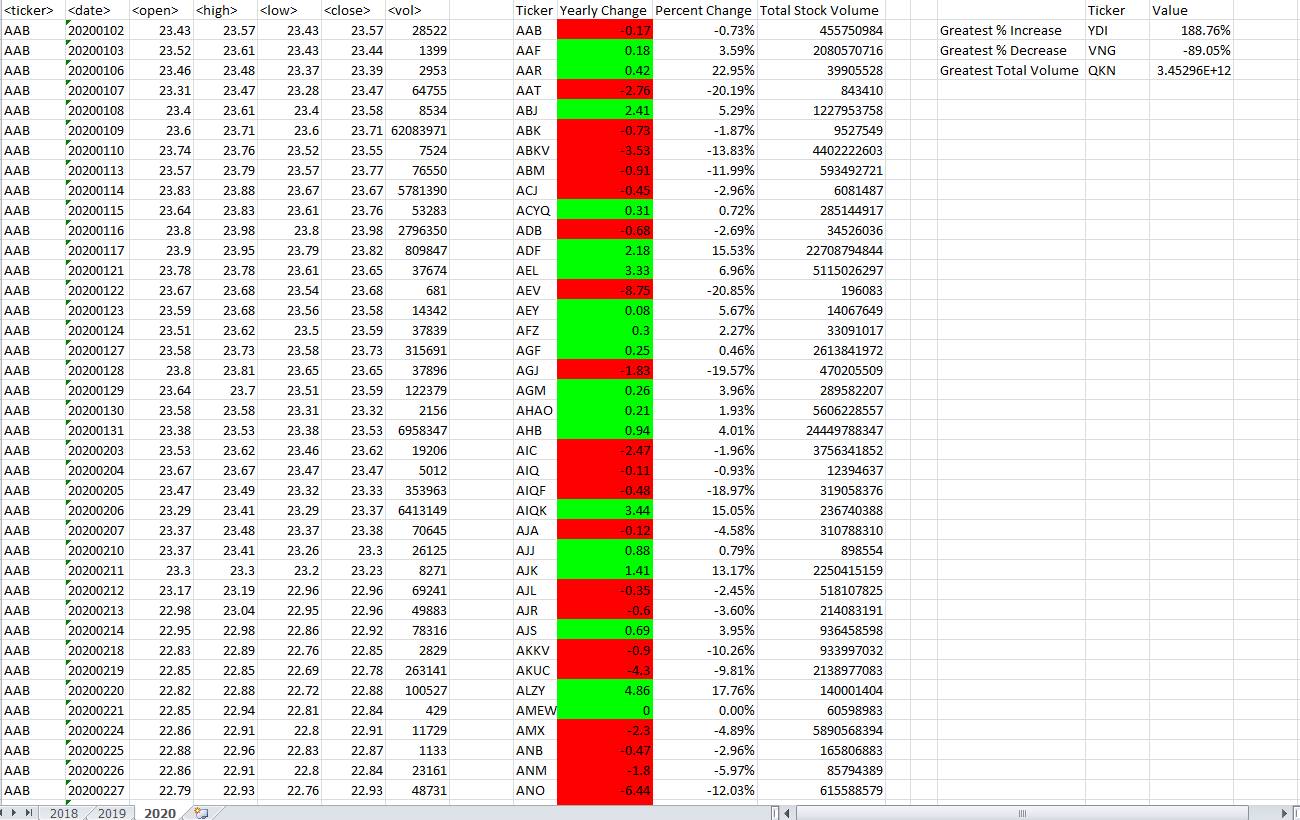 <ticker> <date> <open> <high> <low> <close> <vol> Ticker Yearly Change Percent Change Total Stock Volume Ticker Value
AAB 20200102 23.43 23.57 23.43 23.57 28522 AAB -0.17 -0.73% 455750984 Greatest % Increase YDI 188.76%
AAB 20200103 23.52 23.61 23.43 23.44 1399 AAF 0.18 3.59% 2080570716 Greatest % Decrease VNG -89.05%
AAB 20200106 23.46 23.48 23.37 23.39 2953 AAR 0.42 22.95% 39905528 Greatest Total Volume QKN 3.45296E+12
AAB 20200107 23.31 23.47 23.28 23.47 64755 AAT -2.76 -20.19% 843410
AAB 20200108 23.4 23.61 23.4 23.58 8534 ABJ 2.41 5.29% 1227953758
AAB 20200109 23.6 23.71 23.6 23.71 62083971 ABK -0.73 -1.87% 9527549
AAB 20200110 23.74 23.76 23.52 23.55 7524 ABKV -3.53 -13.83% 4402222603
AAB 20200113 23.57 23.79 23.57 23.77 76550 ABM -0.91 -11.99% 593492721
AAB 20200114 23.83 23.88 23.67 23.67 5781390 ACJ -0.45 -2.96% 6081487
AAB 20200115 23.64 23.83 23.61 23.76 53283 ACYQ 0.31 0.72% 285144917
AAB 20200116 23.8 23.98 23.8 23.98 2796350 ADB -0.68 -2.69% 34526036
AAB 20200117 23.9 23.95 23.79 23.82 809847 ADF 2.18 15.53% 22708794844
AAB 20200121 23.78 23.78 23.61 23.65 37674 AEL 3.33 6.96% 5115026297
AAB 20200122 23.67 23.68 23.54 23.68 681 AEV -8.75 -20.85% 196083
AAB 20200123 23.59 23.68 23.56 23.58 14342 AEY 0.08 5.67% 14067649
AAB 20200124 23.51 23.62 23.5 23.59 37839 AFZ 0.3 2.27% 33091017
AAB 20200127 23.58 23.73 23.58 23.73 315691 AGF 0.25 0.46% 2613841972
AAB 20200128 23.8 23.81 23.65 23.65 37896 AGJ -1.83 -19.57% 470205509
AAB 20200129 23.64 23.7 23.51 23.59 122379 AGM 0.26 3.96% 289582207
AAB 20200130 23.58 23.58 23.31 23.32 2156 AHAO 0.21 1.93% 5606228557
AAB 20200131 23.38 23.53 23.38 23.53 6958347 AHB 0.94 4.01% 24449788347
AAB 20200203 23.53 23.62 23.46 23.62 19206 AIC -2.47 -1.96% 3756341852
AAB 20200204 23.67 23.67 23.47 23.47 5012 AIQ -0.11 -0.93% 12394637
AAB 20200205 23.47 23.49 23.32 23.33 353963 AIQF -0.48 -18.97% 319058376
AAB 20200206 23.29 23.41 23.29 23.37 6413149 AIQK 3.44 15.05% 236740388
AAB 20200207 23.37 23.48 23.37 23.38 70645 AJA -0.12 -4.58% 310788310
AAB 20200210 23.37 23.41 23.26 23.3 26125 AJJ 0.88 0.79% 898554
AAB 20200211 23.3 23.3 23.2 23.23 8271 AJK 1.41 13.17% 2250415159
AAB 20200212 23.17 23.19 22.96 22.96 69241 AJL -0.35 -2.45% 518107825
AAB 20200213 22.98 23.04 22.95 22.96 49883 AJR -0.6 -3.60% 214083191
AAB 20200214 22.95 22.98 22.86 22.92 78316 AJS 0.69 3.95% 936458598
AAB 20200218 22.83 22.89 22.76 22.85 2829 AKKV -0.9 -10.26% 933997032
AAB 20200219 22.85 22.85 22.69 22.78 263141 AKUC -4.3 -9.81% 2138977083
AAB 20200220 22.82 22.88 22.72 22.88 100527 ALZY 4.86 17.76% 140001404
AAB 20200221 22.85 22.94 22.81 22.84 429 AMEW 0 0.00% 60598983
AAB 20200224 22.86 22.91 22.8 22.91 11729 AMX -2.3 -4.89% 5890568394
AAB 20200225 22.88 22.96 22.83 22.87 1133 ANB -0.47 -2.96% 165806883
AAB 20200226 22.86 22.91 22.8 22.84 23161 ANM -1.8 -5.97% 85794389
AAB 20200227 22.79 22.93 22.76 22.93 48731 ANO -6.44 -12.03% 615588579
2018 2019 2020